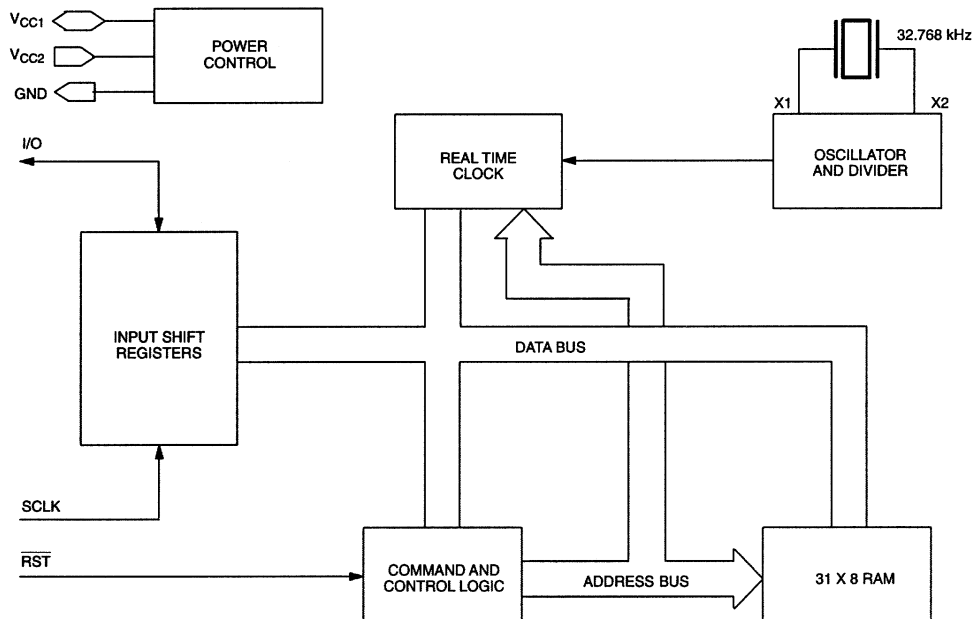 VCC1
VCC2
GND
POWER
CONTROL
32.768 kHz
X1
X2
I/O
REAL TIME
CLOCK
OSCILLATOR
AND DIVIDER
INPUT SHIFT
REGISTERS
DATA BUS
SCLK
RST
COMMAND AND
CONTROL LOGIC
ADDRESS BUS
31 X 8 RAM